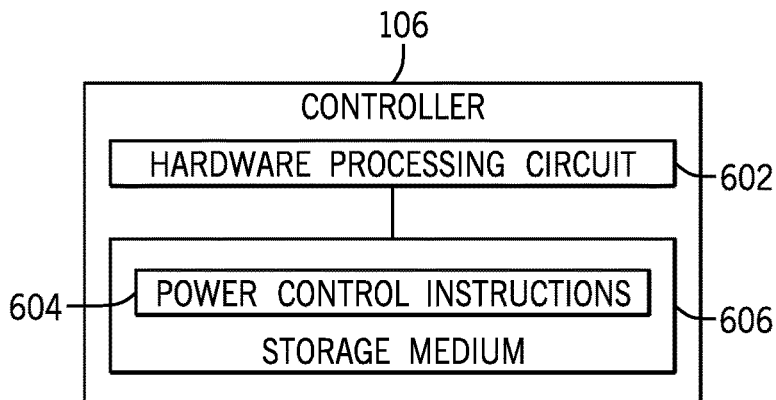 106
CONTROLLER
HARDWARE PROCESSING CIRCUIT
602
604
POWER CONTROL INSTRUCTIONS
606
STORAGE MEDIUM